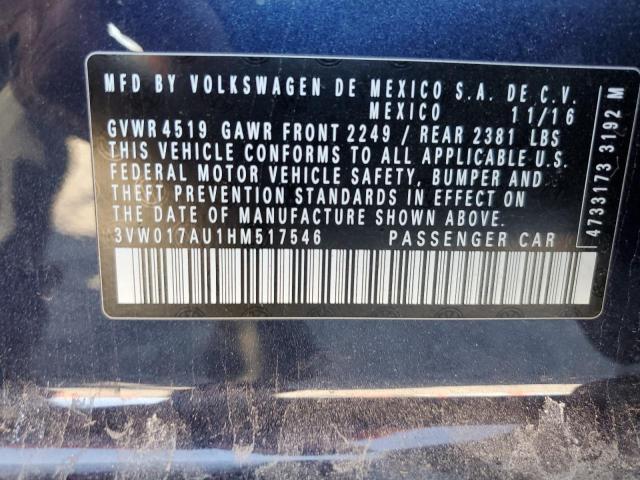 MFD BY VOLKSWAGEN DE MEXICO S.A. DE C.V.
MEXICO 11/16
GVWR 4519 GAWR FRONT 2249 / REAR 2381 LBS
THIS VEHICLE CONFORMS TO ALL APPLICABLE U.S.
FEDERAL MOTOR VEHICLE SAFETY, BUMPER AND
THEFT PREVENTION STANDARDS IN EFFECT ON
THE DATE OF MANUFACTURE SHOWN ABOVE.
3VW017AU1HM517546 PASSENGER CAR
4733173 3192 M